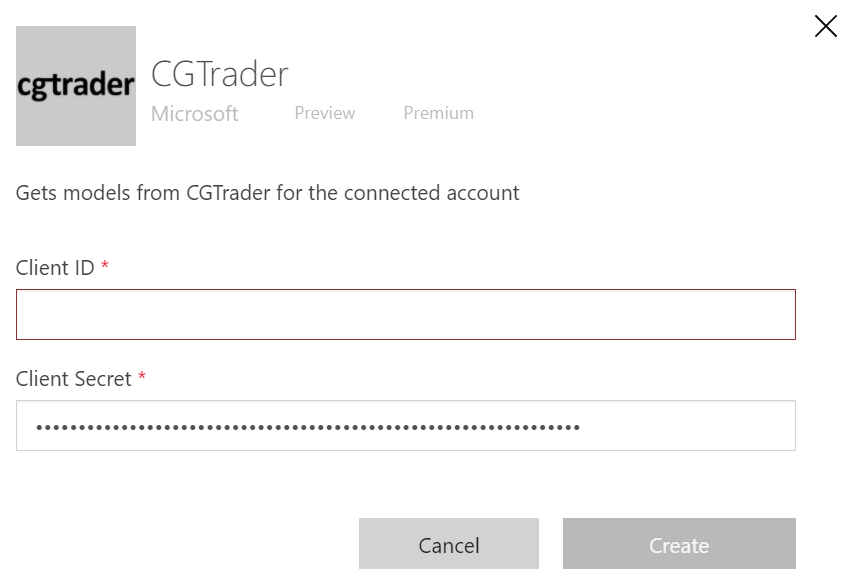 cgtrader
CGTrader
Microsoft Preview Premium
Gets models from CGTrader for the connected account
Client ID *
Client Secret *
••••••••••••••••••••••••••••••••••••••••••••••••••••••••••••••••
Cancel Create